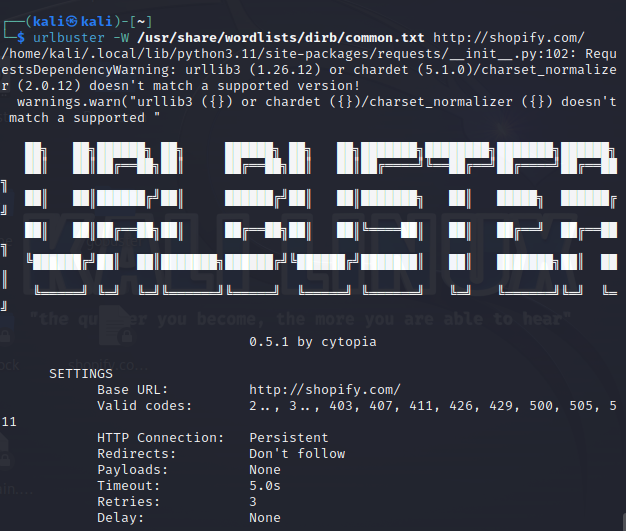 ┌──(kali㉿kali)-[~]
└─$ urlbuster -W /usr/share/wordlists/dirb/common.txt http://shopify.com/
/home/kali/.local/lib/python3.11/site-packages/requests/__init__.py:102: Requ
estsDependencyWarning: urllib3 (1.26.12) or chardet (5.1.0)/charset_normalize
r (2.0.12) doesn't match a supported version!
  warnings.warn("urllib3 ({}) or chardet ({})/charset_normalizer ({}) doesn't
 match a supported "
URLBUSTER
KALI LINUX
"the quieter you become, the more you are able to hear"
0.5.1 by cytopia
SETTINGS
Base URL: http://shopify.com/
Valid codes: 2.., 3.., 403, 407, 411, 426, 429, 500, 505, 5
11
HTTP Connection: Persistent
Redirects: Don't follow
Payloads: None
Timeout: 5.0s
Retries: 3
Delay: None